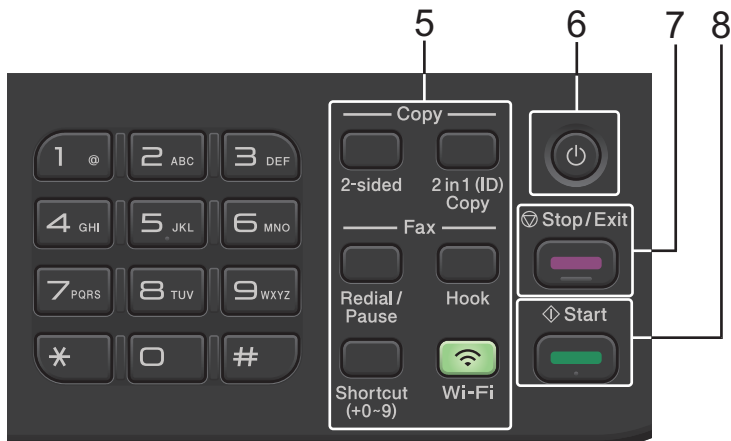 5 6 7 8
Copy
1 @ 2 ABC 3 DEF
2-sided 2 in 1 (ID)
Copy
4 GHI 5 JKL 6 MNO
Stop/Exit
Fax
7 PQRS 8 TUV 9 WXYZ
Redial/
Pause
Hook
Start
* 0 #
Shortcut
(+0~9)
Wi-Fi